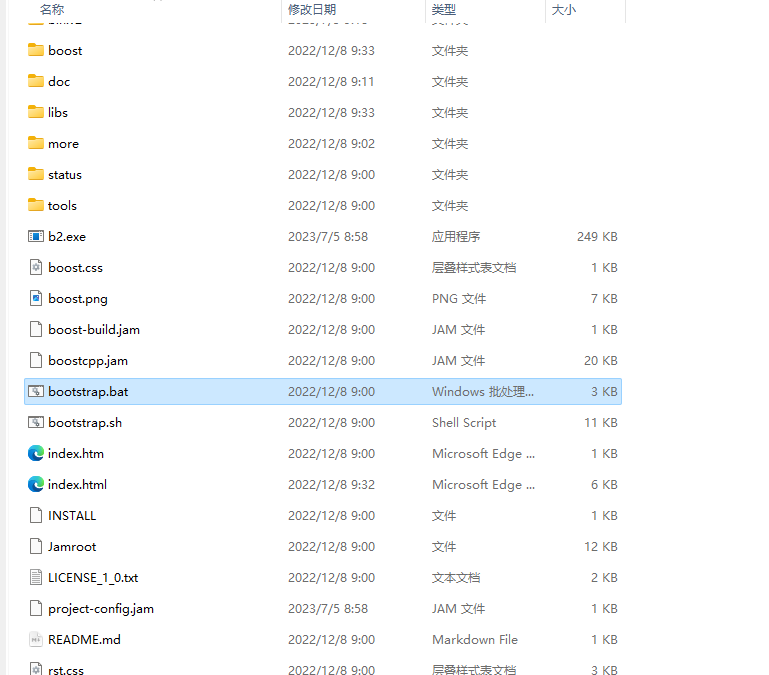 名称 修改日期 类型 大小
boost 2022/12/8 9:33 文件夹
doc 2022/12/8 9:11 文件夹
libs 2022/12/8 9:33 文件夹
more 2022/12/8 9:02 文件夹
status 2022/12/8 9:00 文件夹
tools 2022/12/8 9:00 文件夹
b2.exe 2023/7/5 8:58 应用程序 249 KB
boost.css 2022/12/8 9:00 层叠样式表文档 1 KB
boost.png 2022/12/8 9:00 PNG 文件 7 KB
boost-build.jam 2022/12/8 9:00 JAM 文件 1 KB
boostcpp.jam 2022/12/8 9:00 JAM 文件 20 KB
bootstrap.bat 2022/12/8 9:00 Windows 批处理... 3 KB
bootstrap.sh 2022/12/8 9:00 Shell Script 11 KB
index.htm 2022/12/8 9:00 Microsoft Edge ... 1 KB
index.html 2022/12/8 9:32 Microsoft Edge ... 6 KB
INSTALL 2022/12/8 9:00 文件 1 KB
Jamroot 2022/12/8 9:00 文件 12 KB
LICENSE_1_0.txt 2022/12/8 9:00 文本文档 2 KB
project-config.jam 2023/7/5 8:58 JAM 文件 1 KB
README.md 2022/12/8 9:00 Markdown File 1 KB
rst.css 2022/12/8 9:00 层叠样式表文档 3 KB